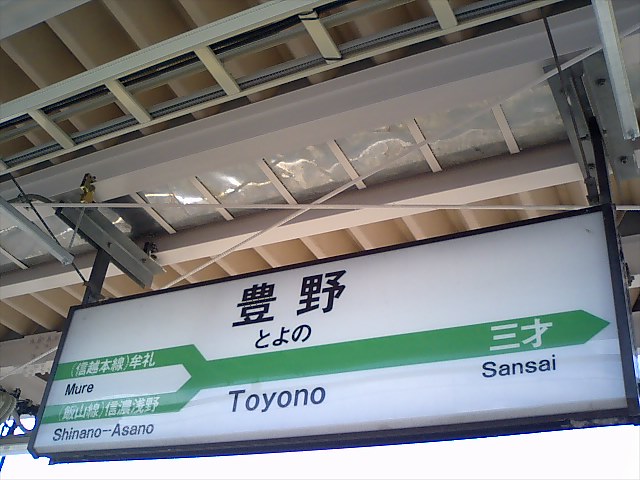 豊野
とよの
Toyono
(信越本線)牟礼
Mure
(飯山線)信濃浅野
Shinano-Asano
三才
Sansai